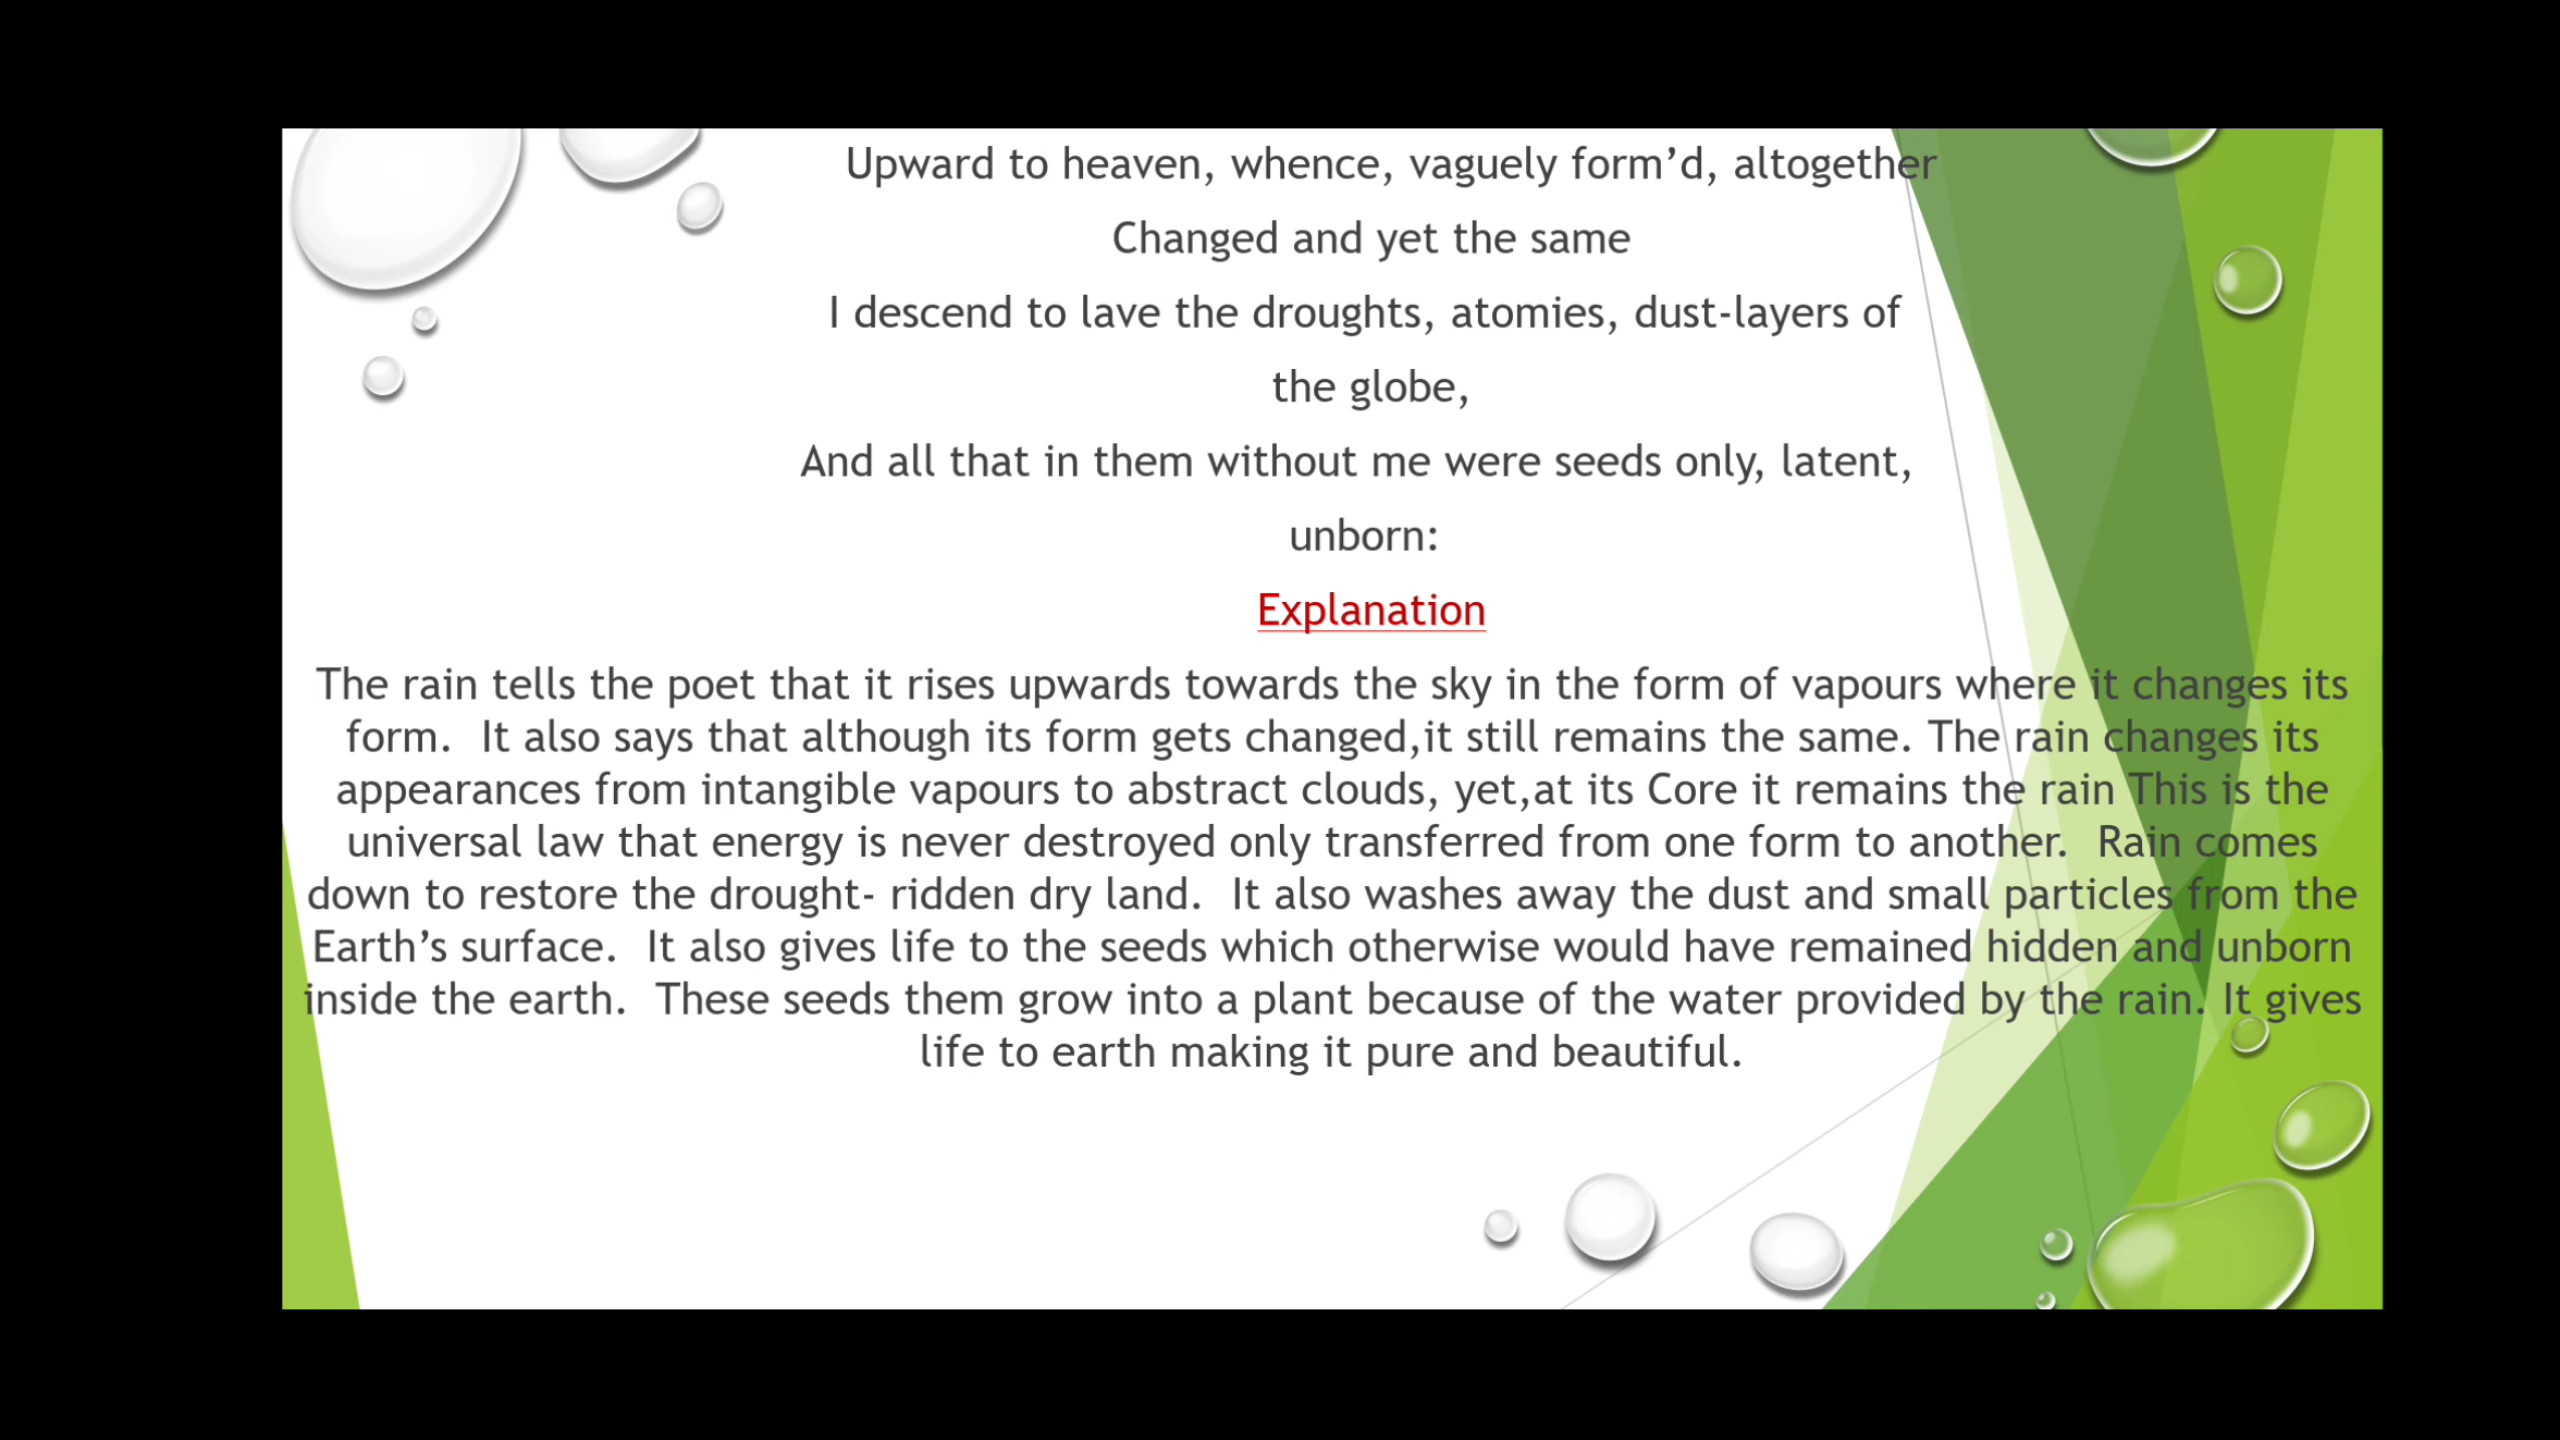 Upward to heaven, whence, vaguely form’d, altogether
Changed and yet the same
I descend to lave the droughts, atomies, dust-layers of
the globe,
And all that in them without me were seeds only, latent,
unborn:
Explanation
The rain tells the poet that it rises upwards towards the sky in the form of vapours where it changes its
form.  It also says that although its form gets changed,it still remains the same. The rain changes its
appearances from intangible vapours to abstract clouds, yet,at its Core it remains the rain This is the
universal law that energy is never destroyed only transferred from one form to another.  Rain comes
down to restore the drought- ridden dry land.  It also washes away the dust and small particles from the
Earth’s surface.  It also gives life to the seeds which otherwise would have remained hidden and unborn
inside the earth.  These seeds them grow into a plant because of the water provided by the rain. It gives
life to earth making it pure and beautiful.